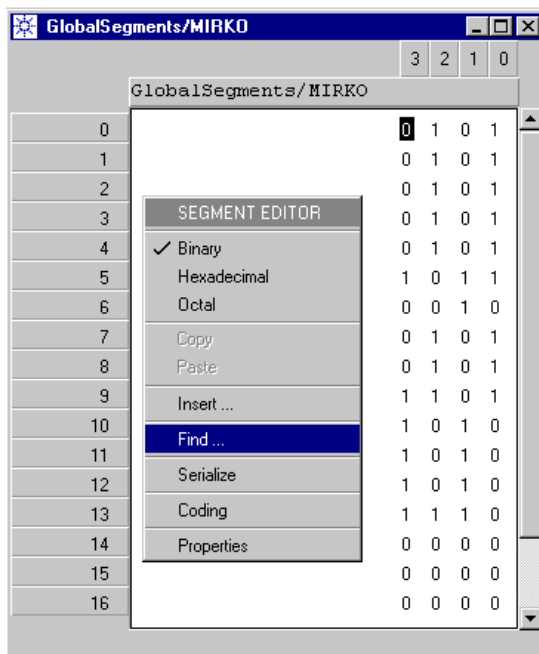 GlobalSegments/MIRKO
3 2 1 0
GlobalSegments/MIRKO
0 0 1 0 1
1 0 1 0 1
2 0 1 0 1
3 0 1 0 1
4 0 1 0 1
5 1 0 1 1
6 0 0 1 0
7 0 1 0 1
8 0 1 0 1
9 1 1 0 1
10 1 0 1 0
11 1 0 1 0
12 1 0 1 0
13 1 1 1 0
14 0 0 0 0
15 0 0 0 0
16 0 0 0 0
SEGMENT EDITOR
Binary
Hexadecimal
Octal
Copy
Paste
Insert ...
Find ...
Serialize
Coding
Properties